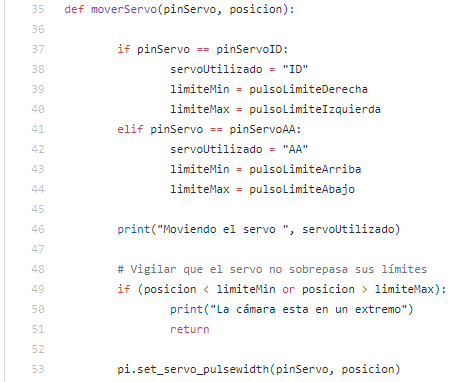 35 def moverServo(pinServo, posicion):
36
37 if pinServo == pinServoID:
38 servoUtilizado = "ID"
39 limiteMin = pulsoLimiteDerecha
40 limiteMax = pulsoLimiteIzquierda
41 elif pinServo == pinServoAA:
42 servoUtilizado = "AA"
43 limiteMin = pulsoLimiteArriba
44 limiteMax = pulsoLimiteAbajo
45
46 print("Moviendo el servo ", servoUtilizado)
47
48 # Vigilar que el servo no sobrepasa sus límites
49 if (posicion < limiteMin or posicion > limiteMax):
50 print("La cámara esta en un extremo")
51 return
52
53 pi.set_servo_pulsewidth(pinServo, posicion)